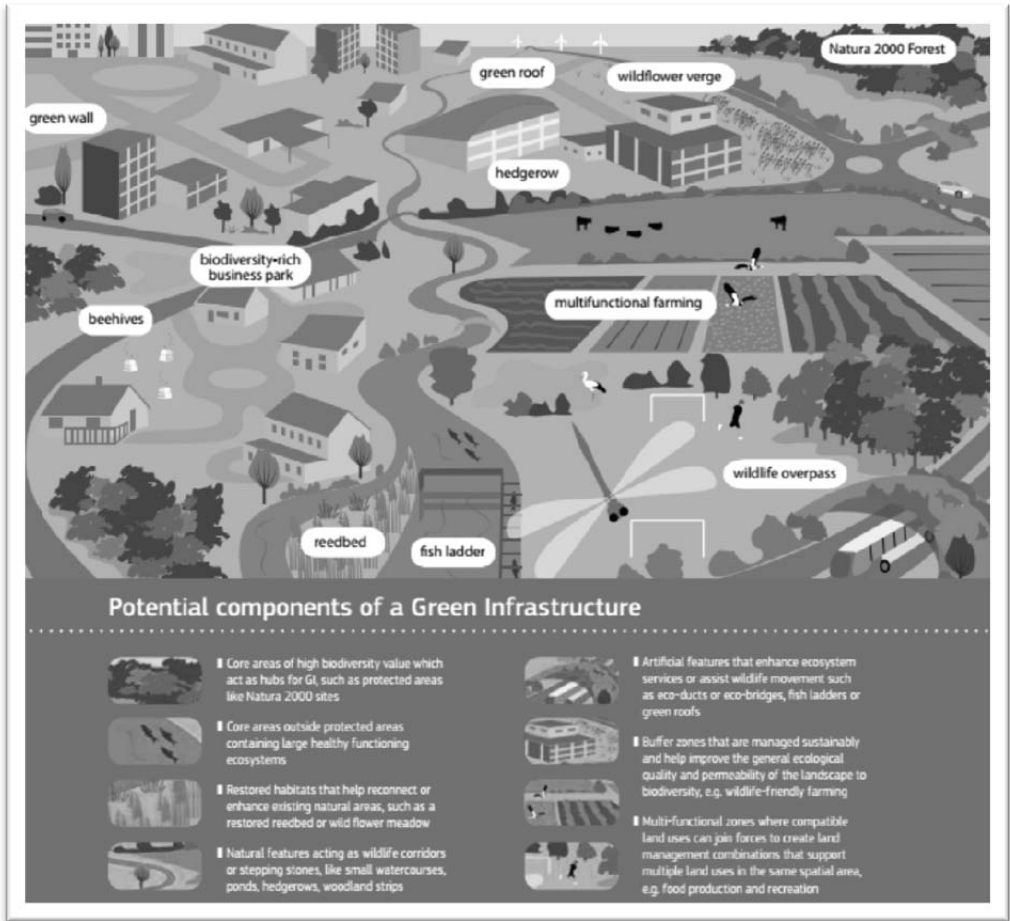 Natura 2000 Forest
green roof
wildflower verge
green wall
hedgerow
biodiversity-rich
business park
multifunctional farming
beehives
wildlife overpass
reedbed
fish ladder
Potential components of a Green Infrastructure
Core areas of high biodiversity value which
act as hubs for GI, such as protected areas
like Natura 2000 sites
Core areas outside protected areas
containing large healthy functioning
ecosystems
Restored habitats that help reconnect or
enhance existing natural areas, such as a
restored reedbed or wild flower meadow
Natural features acting as wildlife corridors
or stepping stones, like small watercourses,
ponds, hedgerows, woodland strips
Artificial features that enhance ecosystem
services or assist wildlife movement such
as eco-ducts or eco-bridges, fish ladders or
green roofs
Buffer zones that are managed sustainably
and help improve the general ecological
quality and permeability of the landscape to
biodiversity, e.g. wildlife-friendly farming
Multi-functional zones where compatible
land uses can join forces to create land
management combinations that support
multiple land uses in the same spatial area,
e.g. food production and recreation